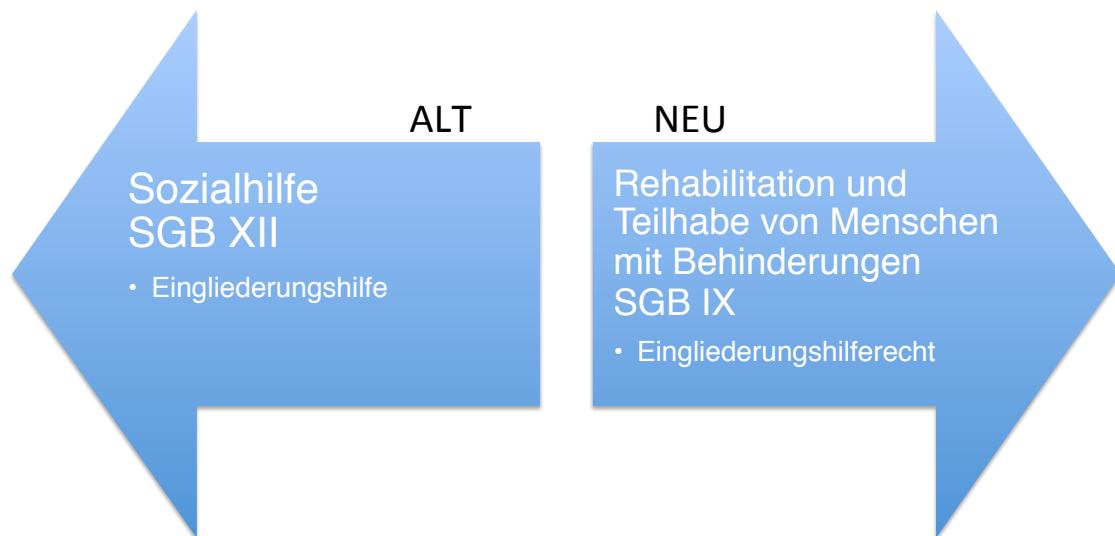 ALT
Sozialhilfe
SGB XII
• Eingliederungshilfe
NEU
Rehabilitation und
Teilhabe von Menschen
mit Behinderungen
SGB IX
• Eingliederungshilferecht